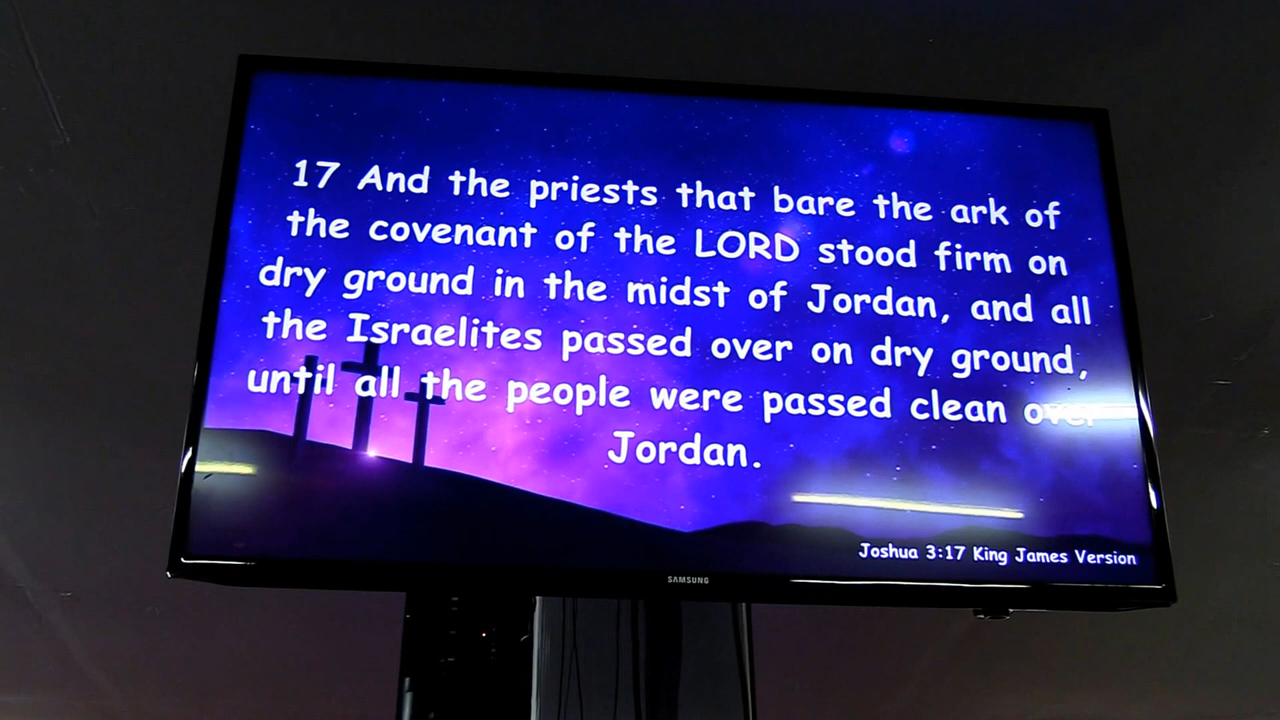 17 And the priests that bare the ark of
the covenant of the LORD stood firm on
dry ground in the midst of Jordan, and all
the Israelites passed over on dry ground,
until all the people were passed clean over
Jordan.
Joshua 3:17 King James Version
SAMSUNG